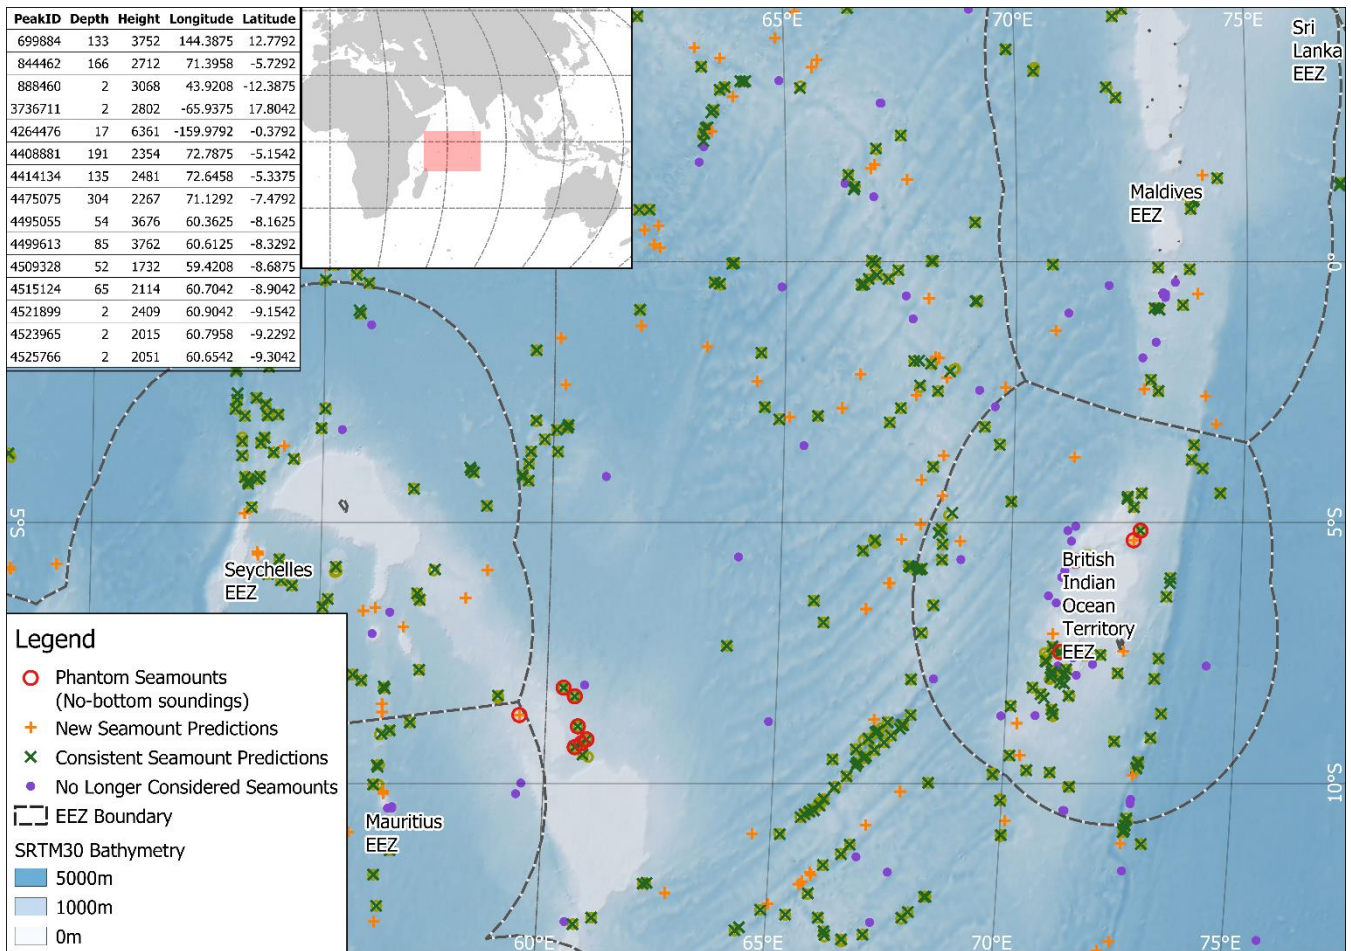 PeakID Depth Height Longitude Latitude
699884 133 3752 144.3875 12.7792
844462 166 2712 71.3958 -5.7292
888460 2 3068 43.9208 -12.3875
3736711 2 2802 -65.9375 17.8042
4264476 17 6361 -159.9792 -0.3792
4408881 191 2354 72.7875 -5.1542
4414134 135 2481 72.6458 -5.3375
4475075 304 2267 71.1292 -7.4792
4495055 54 3676 60.3625 -8.1625
4499613 85 3762 60.6125 -8.3292
4509328 52 1732 59.4208 -8.6875
4515124 65 2114 60.7042 -8.9042
4521899 2 2409 60.9042 -9.1542
4523965 2 2015 60.7958 -9.2292
4525766 2 2051 60.6542 -9.3042
65°E
70°E
75°E
Sri
Lanka
EEZ
Maldives
EEZ
0°
5°S
Seychelles
EEZ
5°S
British
Indian
Ocean
Territory
EEZ
10°S
Mauritius
EEZ
60°E
65°E
70°E
75°E
Legend
Phantom Seamounts
(No-bottom soundings)
New Seamount Predictions
Consistent Seamount Predictions
No Longer Considered Seamounts
EEZ Boundary
SRTM30 Bathymetry
5000m
1000m
0m